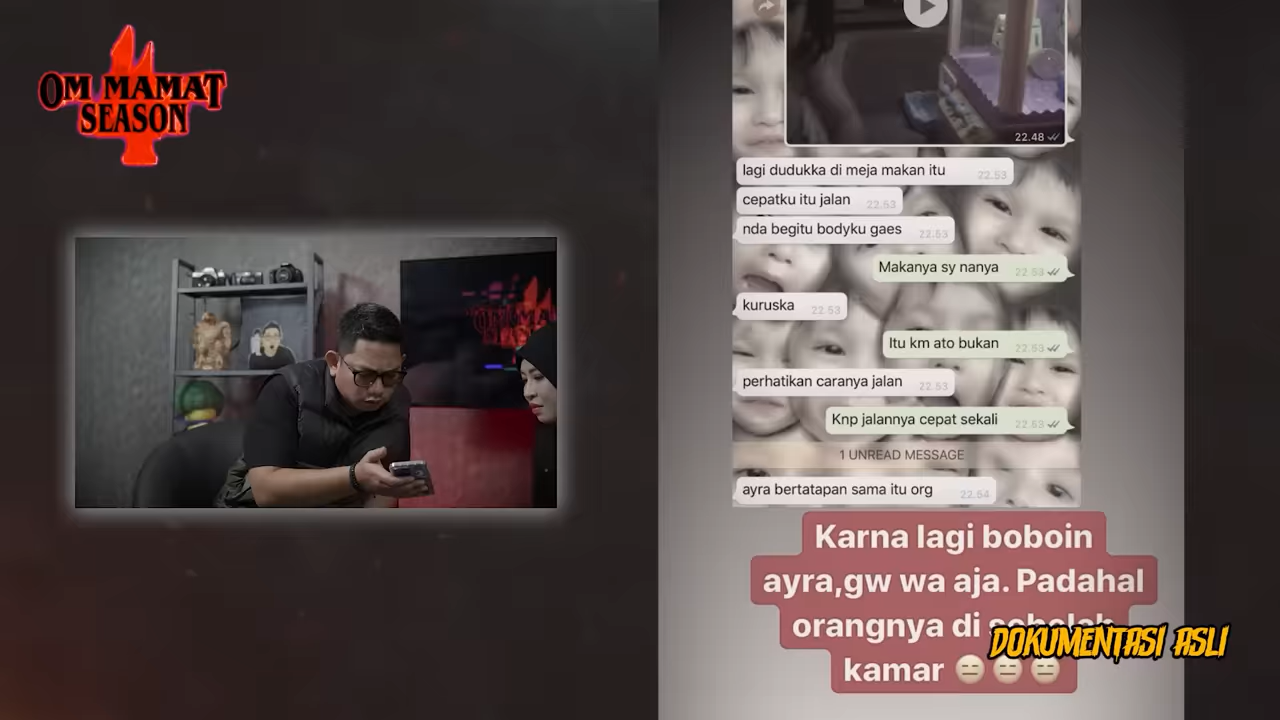 OM MAMAT
SEASON
4
22.48
lagi dudukka di meja makan itu 22.53
cepatku itu jalan 22.53
nda begitu bodyku gaes 22.53
Makanya sy nanya 22.53
kuruska 22.53
Itu km ato bukan 22.53
perhatikan caranya jalan 22.53
Knp jalannya cepat sekali 22.53
1 UNREAD MESSAGE
ayra bertatapan sama itu org 22.54
Karna lagi boboin
ayra,gw wa aja. Padahal
orangnya di sebelah
kamar 😑😑😑
DOKUMENTASI ASLI